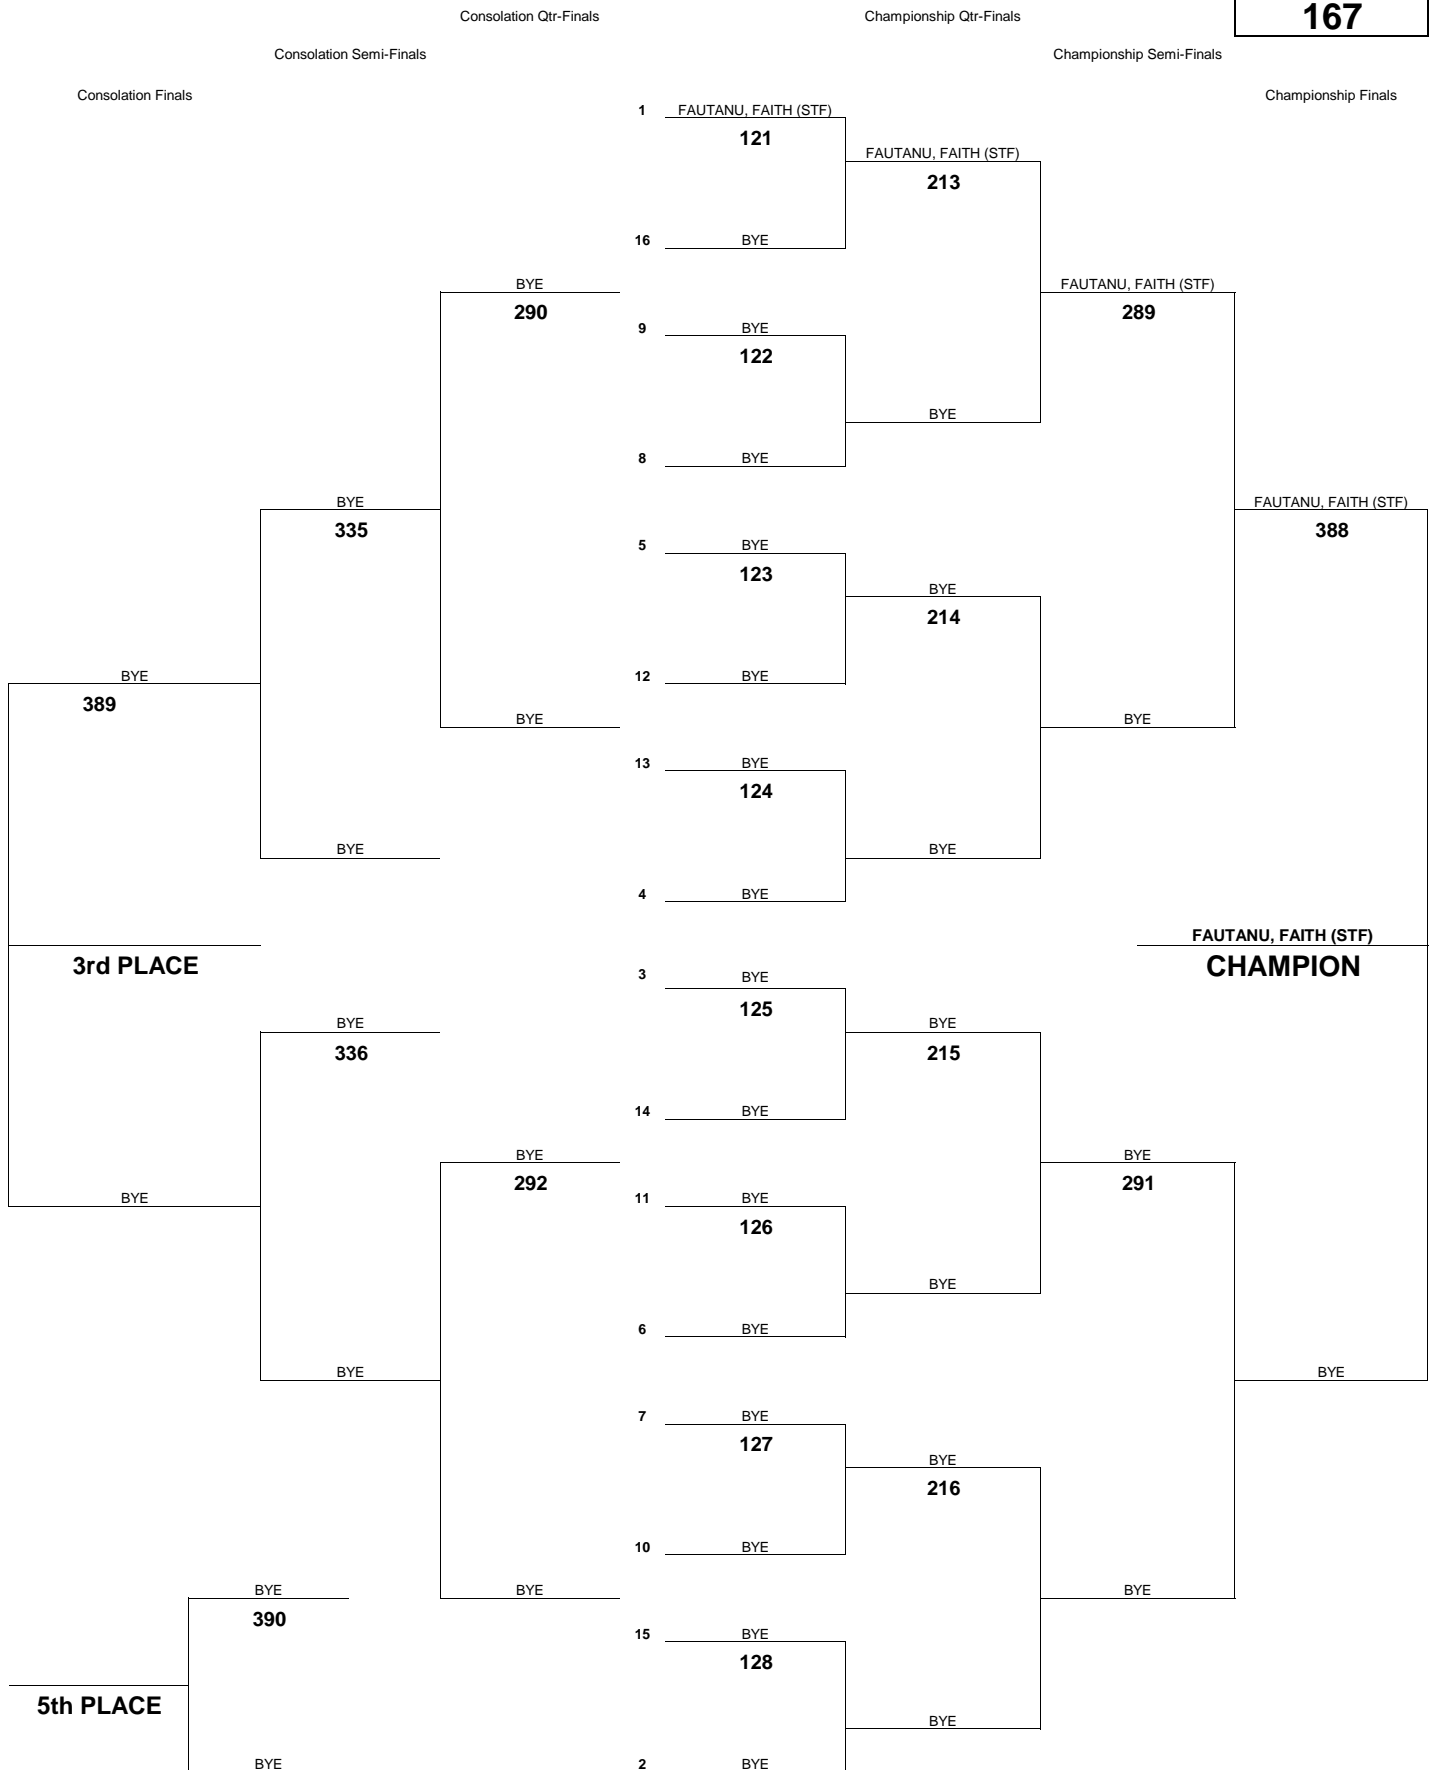 Consolation Qtr-Finals Championship Qtr-Finals 167
Consolation Semi-Finals Championship Semi-Finals
Consolation Finals Championship Finals
1 FAUTANU, FAITH (STF)
121
FAUTANU, FAITH (STF)
213
16 BYE
BYE FAUTANU, FAITH (STF)
290 289
9 BYE
122
BYE
8 BYE
BYE FAUTANU, FAITH (STF)
335 388
5 BYE
123
BYE
214
BYE 12 BYE
389
BYE BYE
13 BYE
124
BYE BYE
4 BYE
FAUTANU, FAITH (STF)
3rd PLACE CHAMPION
3 BYE
125
BYE BYE
336 215
14 BYE
BYE BYE
292 291
BYE 11 BYE
126
BYE
6 BYE
BYE BYE
7 BYE
127
BYE
216
10 BYE
BYE BYE BYE
390
15 BYE
128
5th PLACE
BYE
BYE 2 BYE